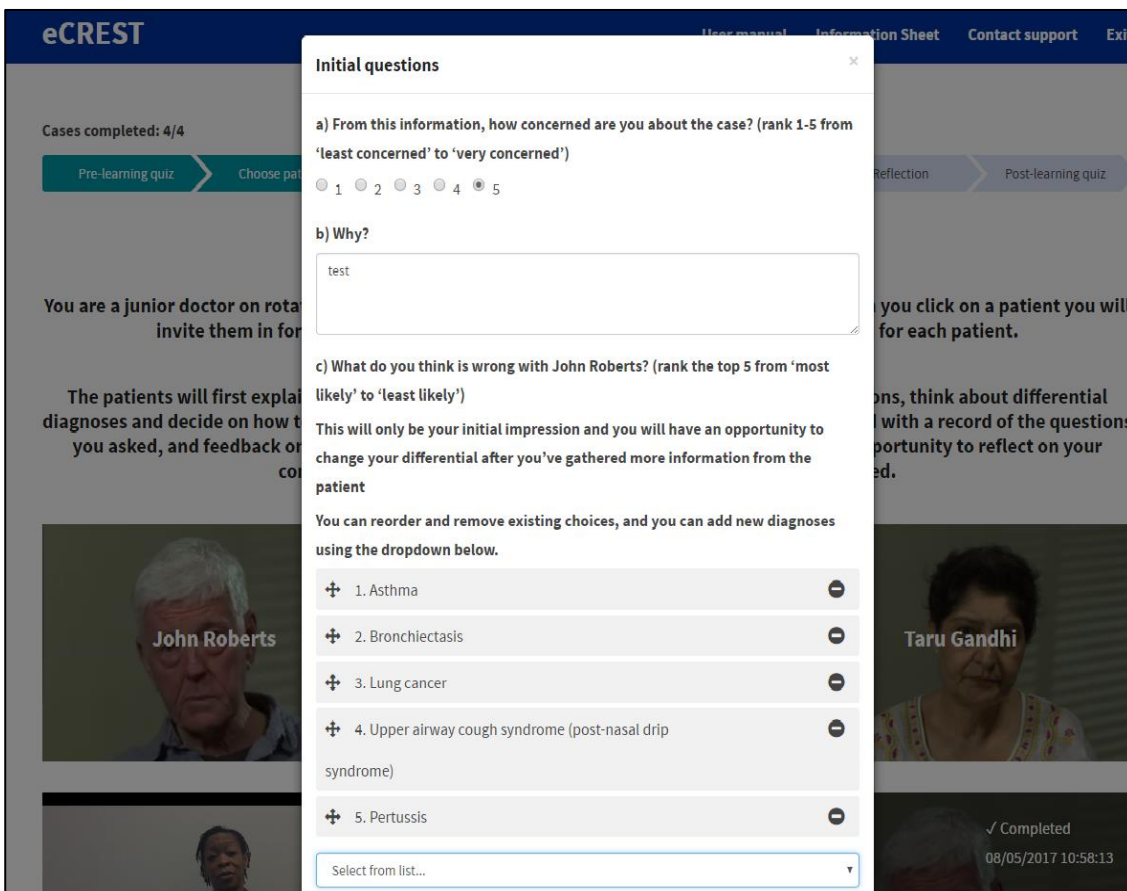 eCREST
User manual Information Sheet Contact support Exi
Initial questions
×
Cases completed: 4/4
Pre-learning quiz Choose pat Reflection Post-learning quiz
a) From this information, how concerned are you about the case? (rank 1-5 from
‘least concerned’ to ‘very concerned’)
1 2 3 4 5
b) Why?
test
You are a junior doctor on rota you click on a patient you will
invite them in for for each patient.
c) What do you think is wrong with John Roberts? (rank the top 5 from ‘most
likely’ to ‘least likely’)
The patients will first explai ons, think about differential
diagnoses and decide on how t with a record of the questions
you asked, and feedback or portunity to reflect on your
cor ed.
This will only be your initial impression and you will have an opportunity to
change your differential after you’ve gathered more information from the
patient
You can reorder and remove existing choices, and you can add new diagnoses
using the dropdown below.
1. Asthma
2. Bronchiectasis
3. Lung cancer
4. Upper airway cough syndrome (post-nasal drip
syndrome)
5. Pertussis
Select from list...
John Roberts
Taru Gandhi
✓ Completed
08/05/2017 10:58:13